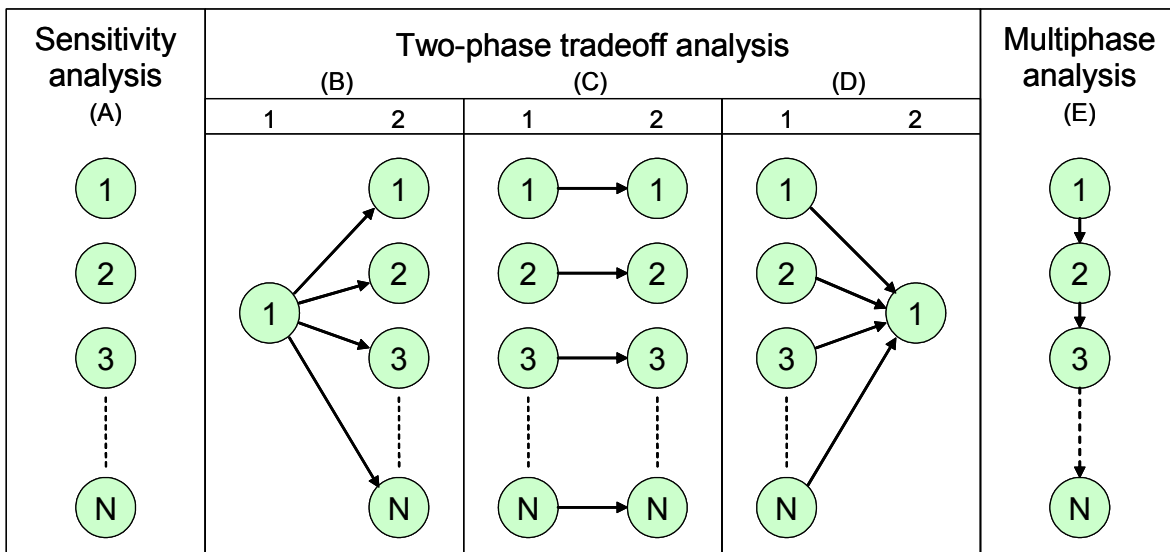 Sensitivity
analysis
(A)
Two-phase tradeoff analysis
(B) (C) (D)
Multiphase
analysis
(E)
1 2 1 2 1 2
1 1 1 1 1 1
2 2 2 2 2 2
1 1
3 3 3 3 3 3
N N N N N N